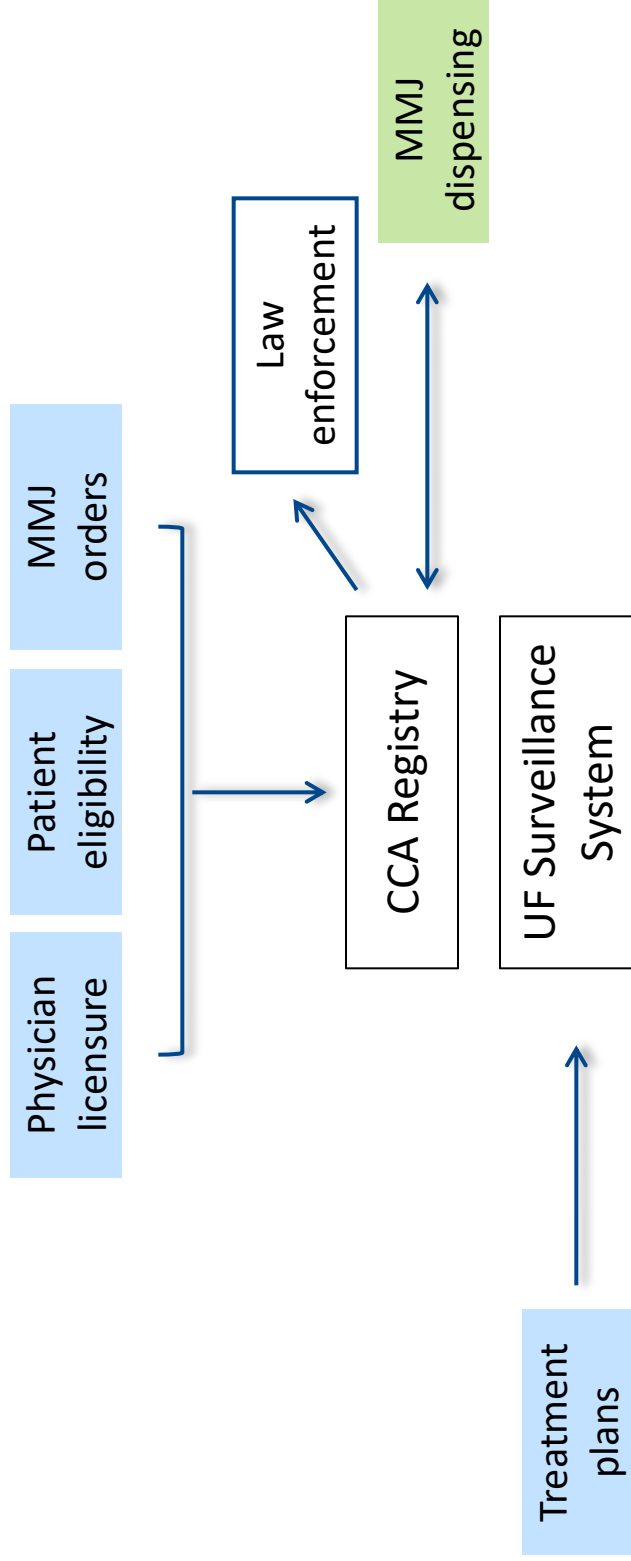 Physician
licensure
Patient
eligibility
MMJ
orders
Law
enforcement
CCA Registry
MMJ
dispensing
UF Surveillance
System
Treatment
plans